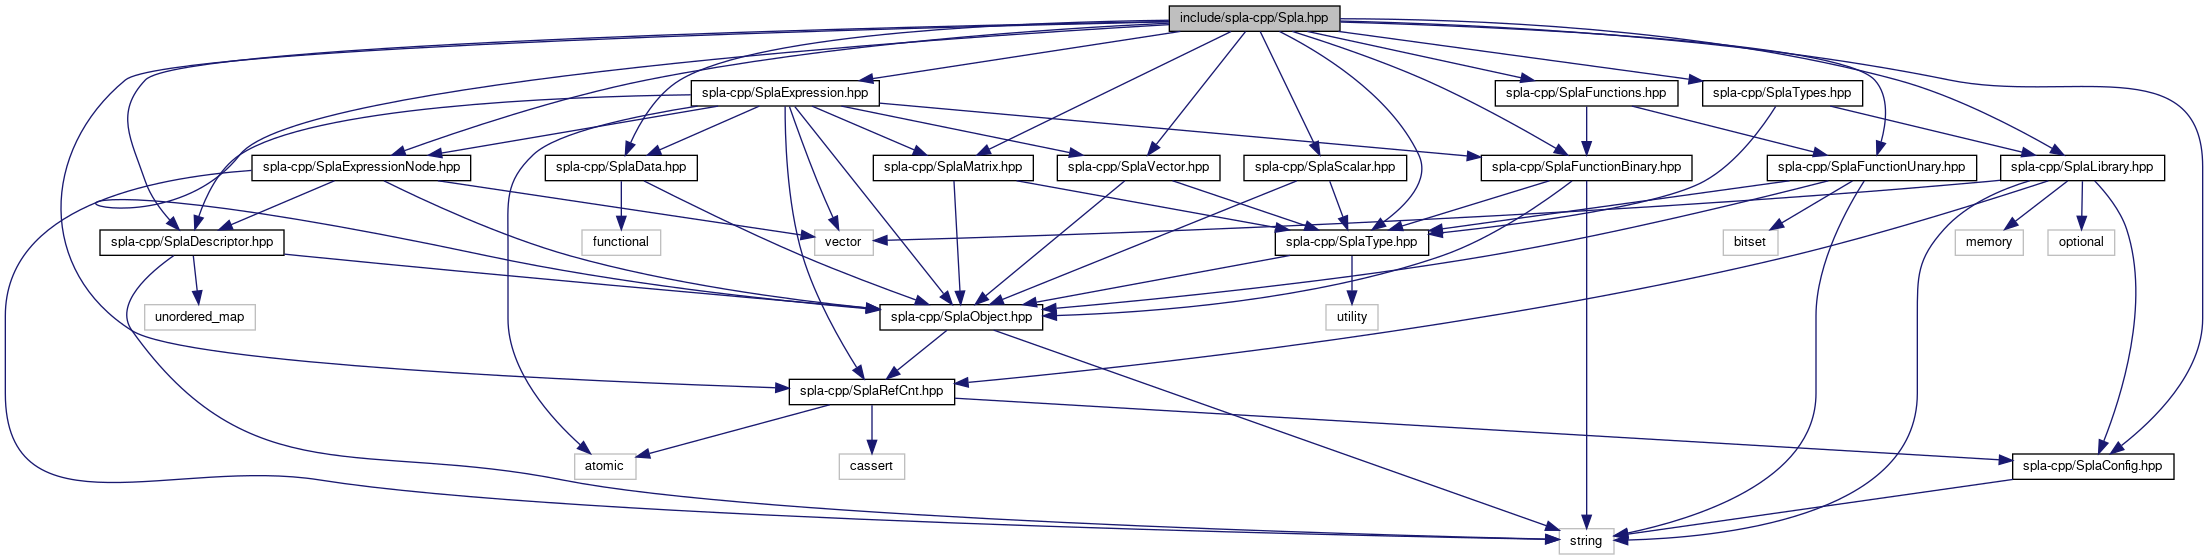 include/spla-cpp/Spla.hpp
spla-cpp/SplaExpression.hpp
spla-cpp/SplaFunctions.hpp
spla-cpp/SplaTypes.hpp
spla-cpp/SplaExpressionNode.hpp
spla-cpp/SplaData.hpp
spla-cpp/SplaMatrix.hpp
spla-cpp/SplaVector.hpp
spla-cpp/SplaScalar.hpp
spla-cpp/SplaFunctionBinary.hpp
spla-cpp/SplaFunctionUnary.hpp
spla-cpp/SplaLibrary.hpp
spla-cpp/SplaDescriptor.hpp
functional
vector
spla-cpp/SplaType.hpp
bitset
memory
optional
unordered_map
spla-cpp/SplaObject.hpp
utility
spla-cpp/SplaRefCnt.hpp
atomic
cassert
spla-cpp/SplaConfig.hpp
string